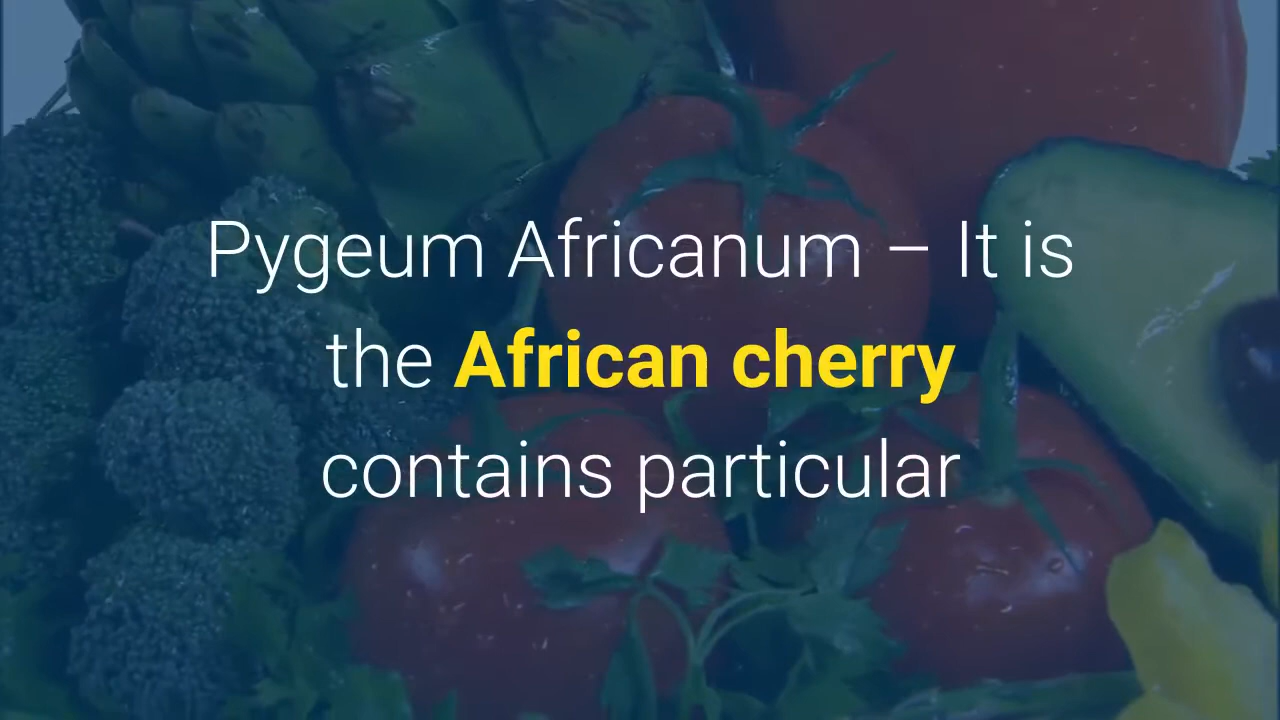 Pygeum Africanum – It is
the African cherry
contains particular